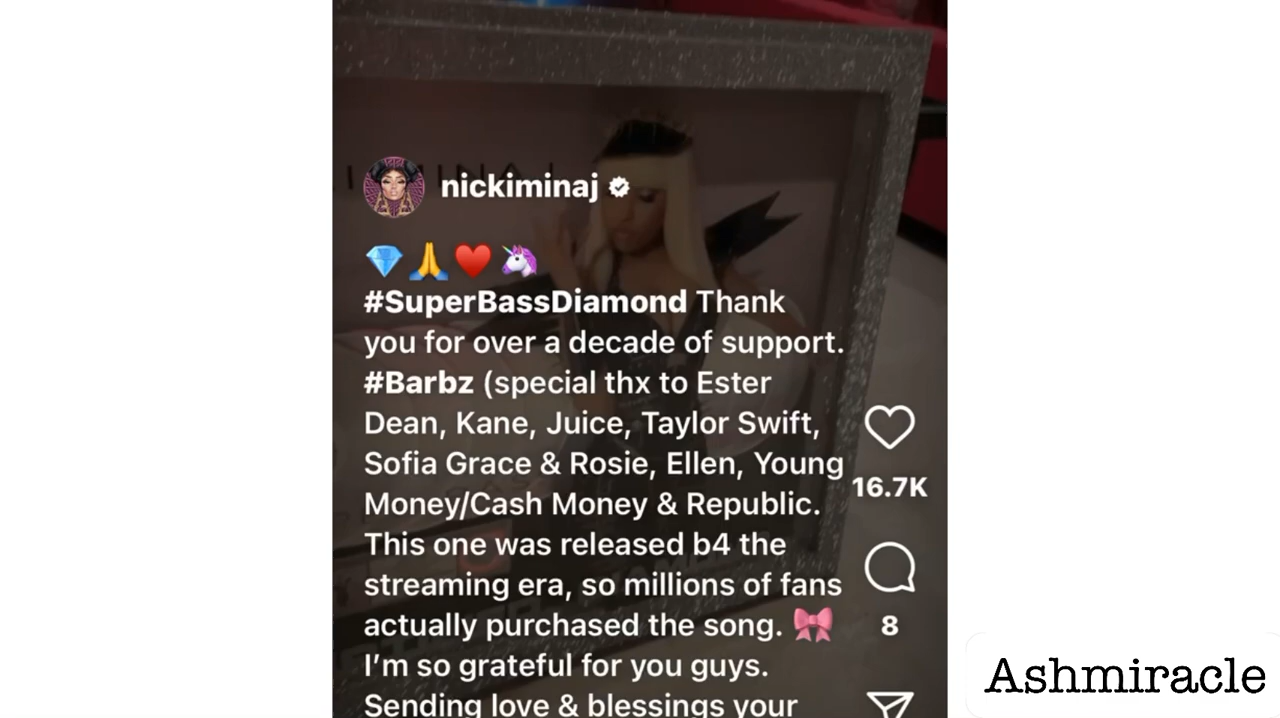 nickiminaj
💎🙏❤️🦄
#SuperBassDiamond Thank
you for over a decade of support.
#Barbz (special thx to Ester
Dean, Kane, Juice, Taylor Swift,
Sofia Grace & Rosie, Ellen, Young
Money/Cash Money & Republic.
This one was released b4 the
streaming era, so millions of fans
actually purchased the song. 🎀
I’m so grateful for you guys.
Sending love & blessings your
16.7K
8
Ashmiracle